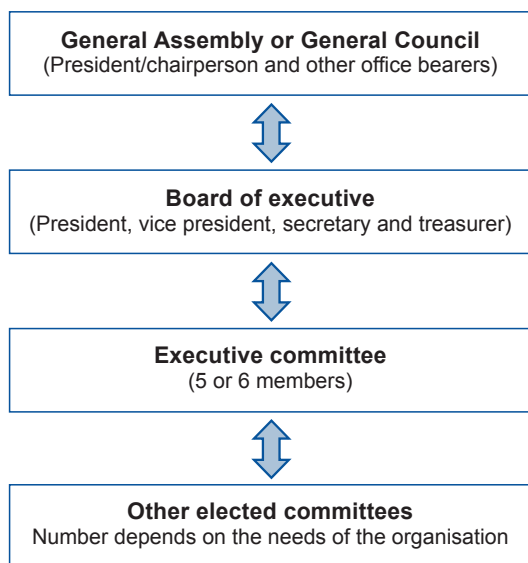 General Assembly or General Council
(President/chairperson and other office bearers)
Board of executive
(President, vice president, secretary and treasurer)
Executive committee
(5 or 6 members)
Other elected committees
Number depends on the needs of the organisation